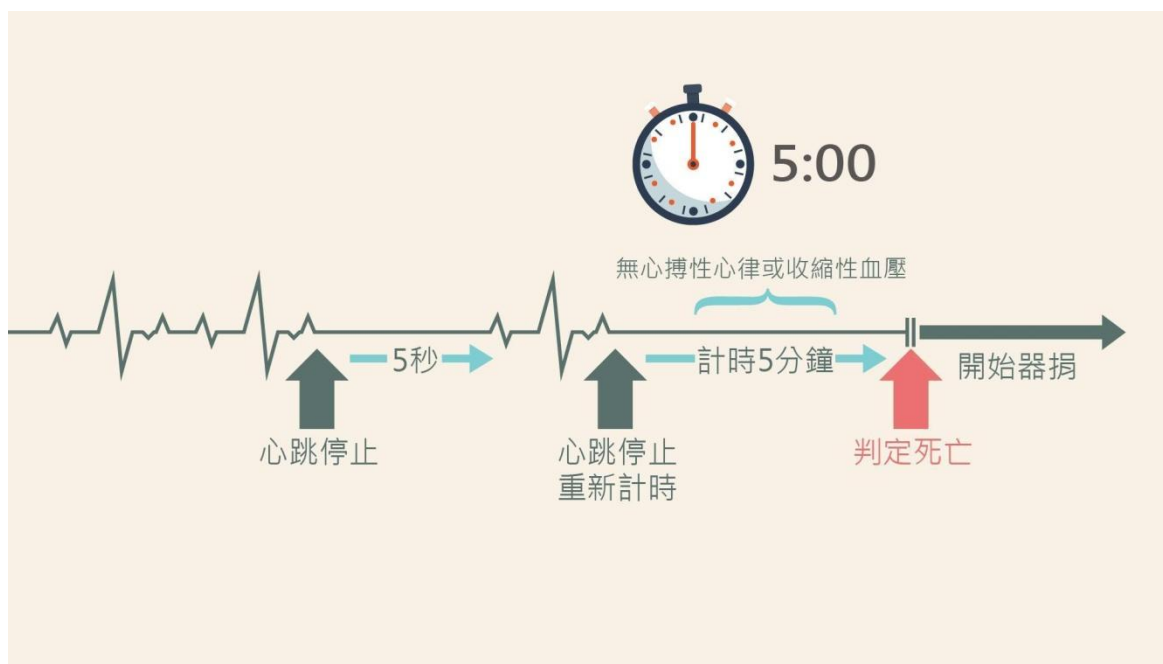 5:00
無心搏性心律或收縮性血壓
5秒
計時5分鐘
開始器捐
心跳停止
心跳停止
重新計時
判定死亡